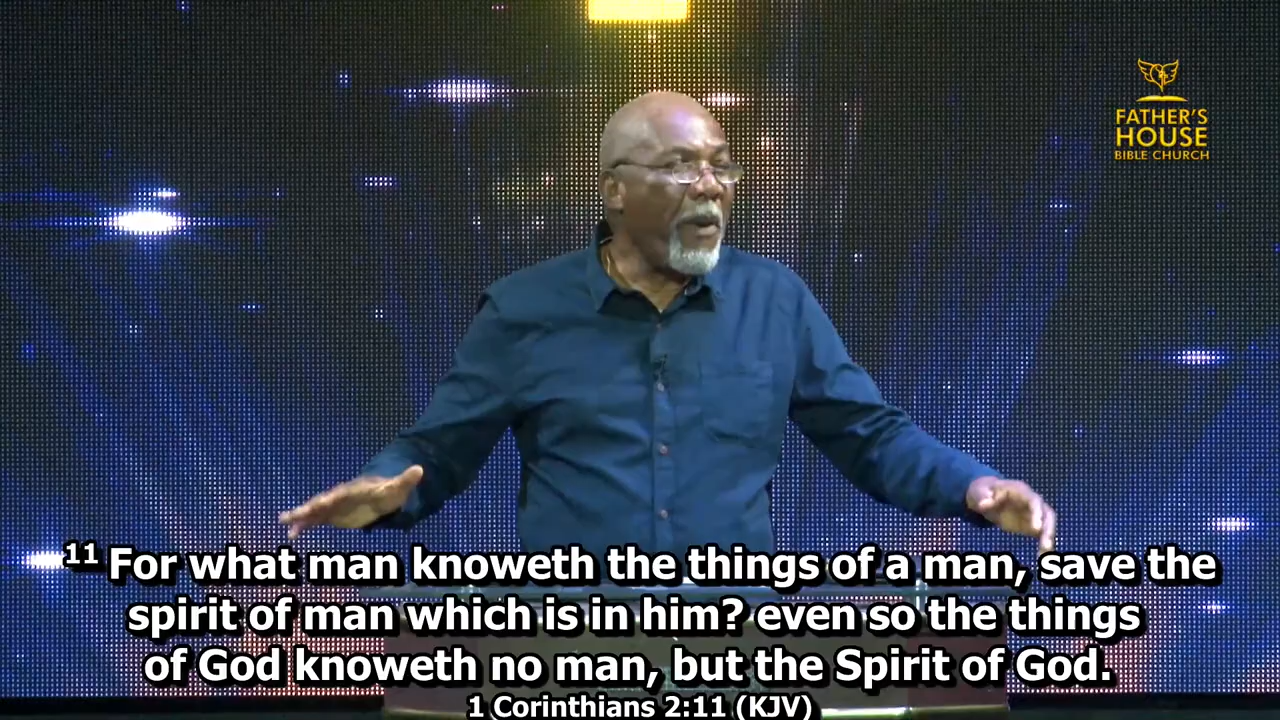 FATHER'S
HOUSE
BIBLE CHURCH
11 For what man knoweth the things of a man, save the
spirit of man which is in him? even so the things
of God knoweth no man, but the Spirit of God.
1 Corinthians 2:11 (KJV)